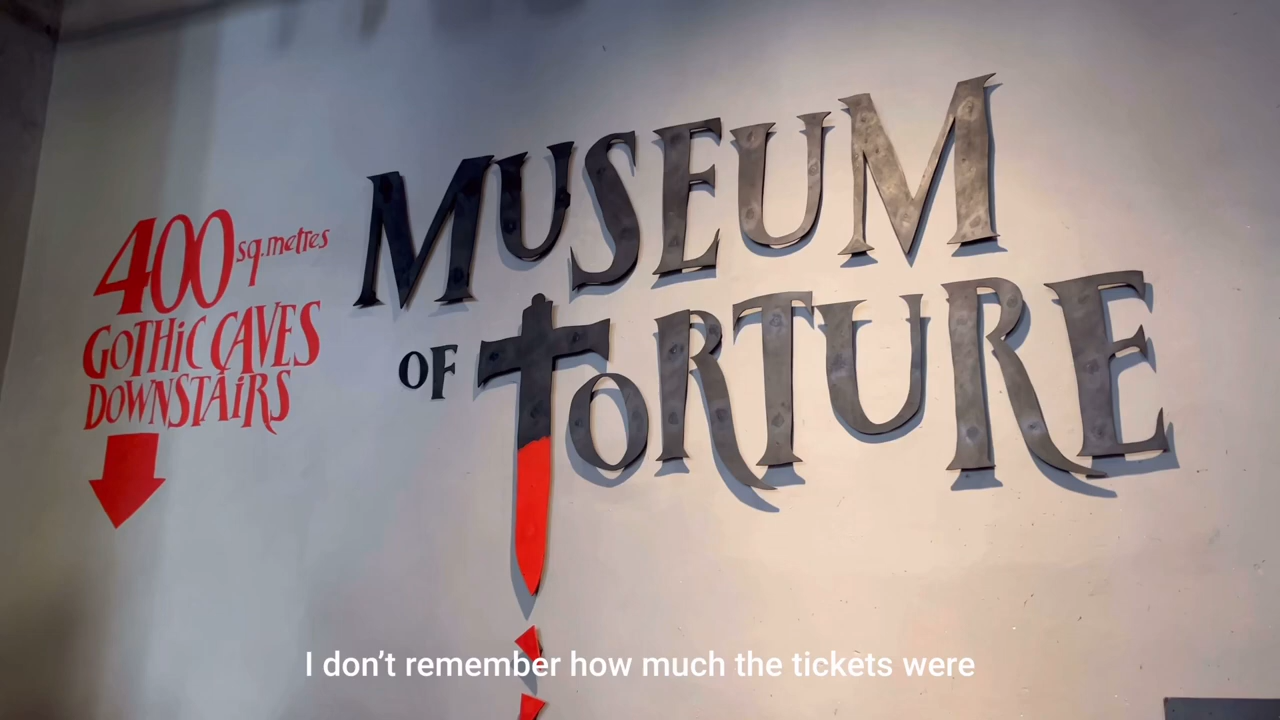 400 sq.metres
GOTHiC CAVES
DOWNSTAiRS
MUSEUM
OF TORTURE
I don't remember how much the tickets were